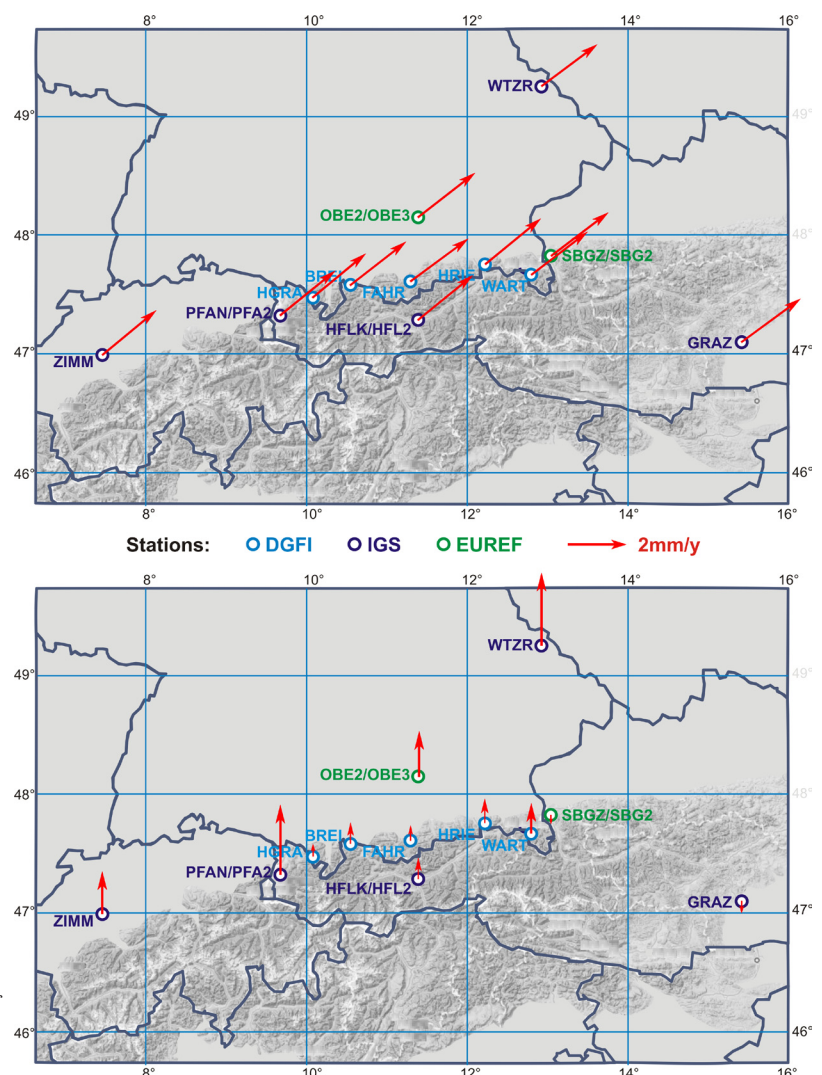 8° 10° 12° 14° 16°
WTZR
49° 49°
OBE2/OBE3
48° 48°
SBGZ/SBG2
BREI HRIE
HGRA FAHR WART
PFAN/PFA2 HFLK/HFL2
GRAZ
47° ZIMM 47°
46° 46°
8° 10° 12° 14° 16°
Stations: DGFI IGS EUREF 2mm/y
8° 10° 12° 14° 16°
WTZR
49° 49°
OBE2/OBE3
48° 48°
SBGZ/SBG2
BREI HRIE
HGRA FAHR WART
PFAN/PFA2 HFLK/HFL2
GRAZ
47° ZIMM 47°
46° 46°
8° 10° 12° 14° 16°